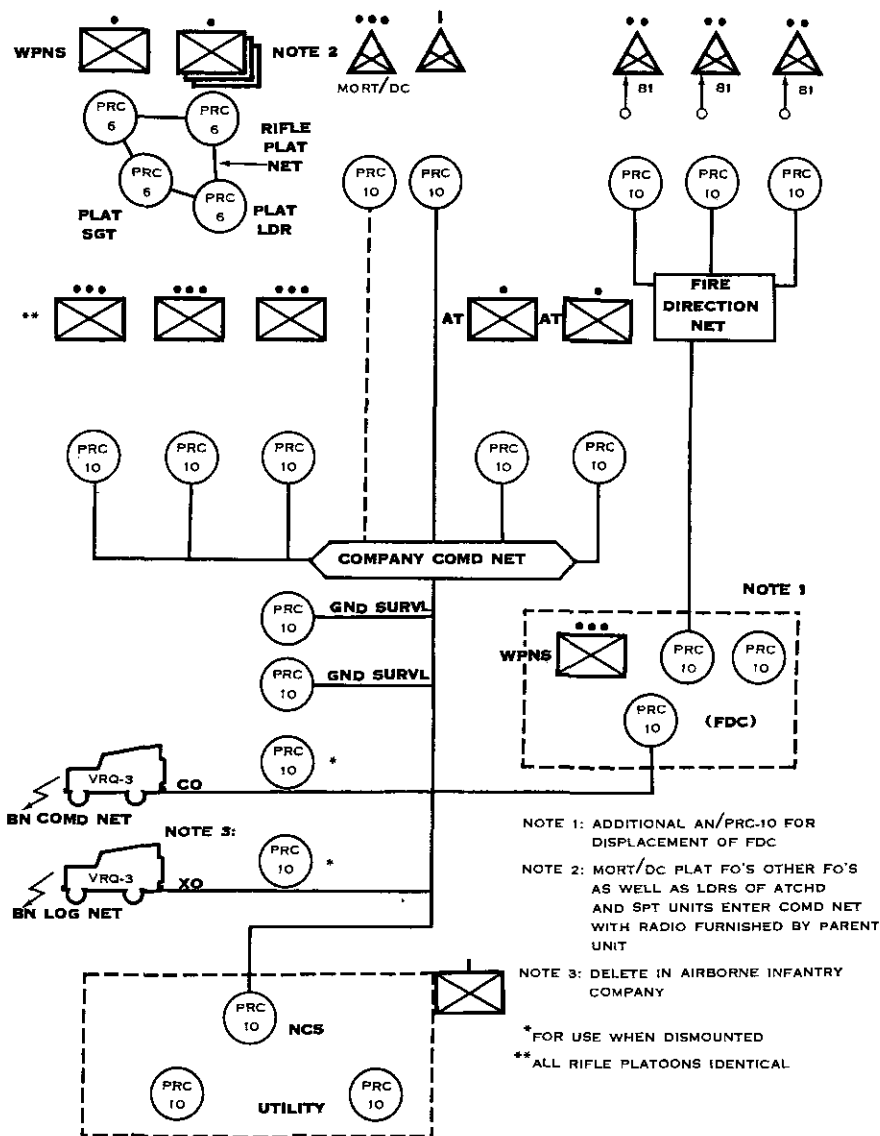 WPNS
NOTE 2
MORT/DC
81
81
81
PRC
6
PRC
6
RIFLE
PLAT
NET
PRC
6
PRC
6
PLAT
SGT
PLAT
LDR
PRC
10
PRC
10
PRC
10
PRC
10
PRC
10
FIRE
DIRECTION
NET
**
AT
AT
PRC
10
PRC
10
PRC
10
PRC
10
PRC
10
COMPANY COMD NET
NOTE 1
PRC
10
GND SURVL
PRC
10
GND SURVL
WPNS
PRC
10
PRC
10
PRC
10
(FDC)
VRQ-3
CO
PRC
10
*
BN COMD NET
NOTE 3:
VRQ-3
XO
PRC
10
*
BN LOG NET
NOTE 1: ADDITIONAL AN/PRC-10 FOR
DISPLACEMENT OF FDC
NOTE 2: MORT/DC PLAT FO'S OTHER FO'S
AS WELL AS LDRS OF ATCHD
AND SPT UNITS ENTER COMD NET
WITH RADIO FURNISHED BY PARENT
UNIT
NOTE 3: DELETE IN AIRBORNE INFANTRY
COMPANY
*FOR USE WHEN DISMOUNTED
**ALL RIFLE PLATOONS IDENTICAL
PRC
10
NCS
PRC
10
UTILITY
PRC
10